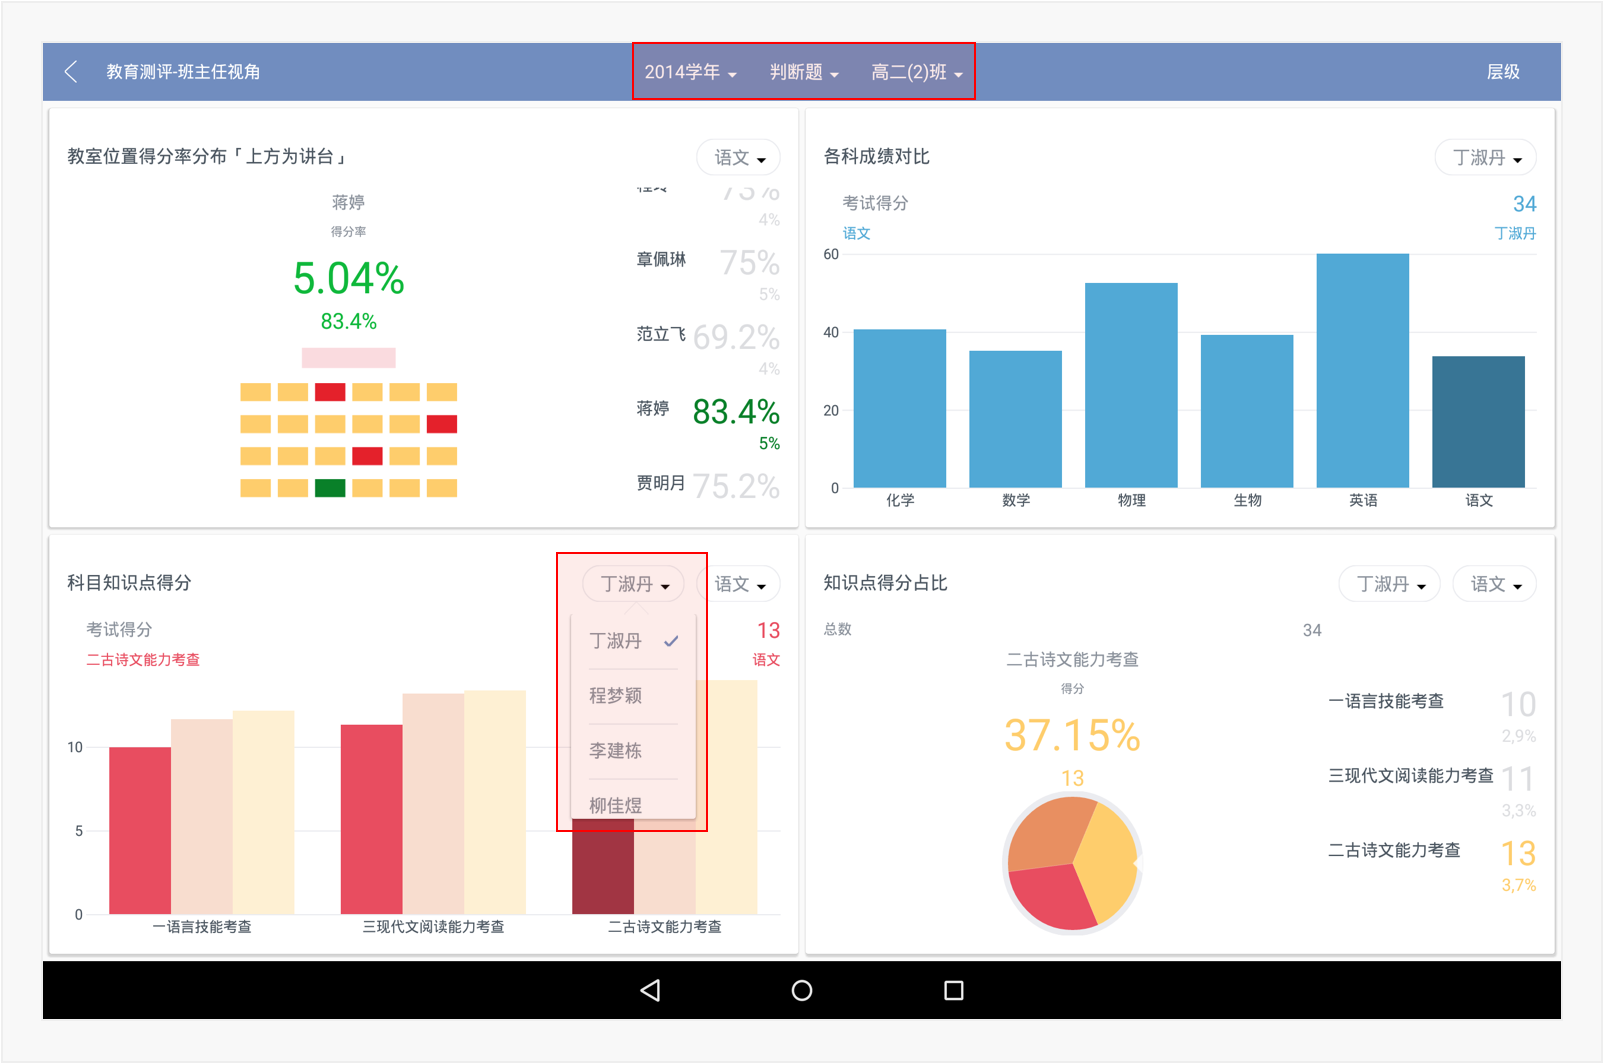 教育测评-班主任视角
2014学年
判断题
高二(2)班
层级
教室位置得分率分布「上方为讲台」
语文
蒋婷
得分率
5.04%
83.4%
73%
4%
章佩琳
75%
5%
范立飞
69.2%
4%
蒋婷
83.4%
5%
贾明月
75.2%
各科成绩对比
丁淑丹
考试得分
34
语文
丁淑丹
60
40
20
0
化学
数学
物理
生物
英语
语文
科目知识点得分
丁淑丹
语文
考试得分
13
二古诗文能力考查
语文
丁淑丹
程梦颖
李建栋
柳佳煜
10
5
0
一语言技能考查
三现代文阅读能力考查
二古诗文能力考查
知识点得分占比
丁淑丹
语文
总数
34
二古诗文能力考查
得分
37.15%
13
一语言技能考查
10
2,9%
三现代文阅读能力考查
11
3,3%
二古诗文能力考查
13
3,7%